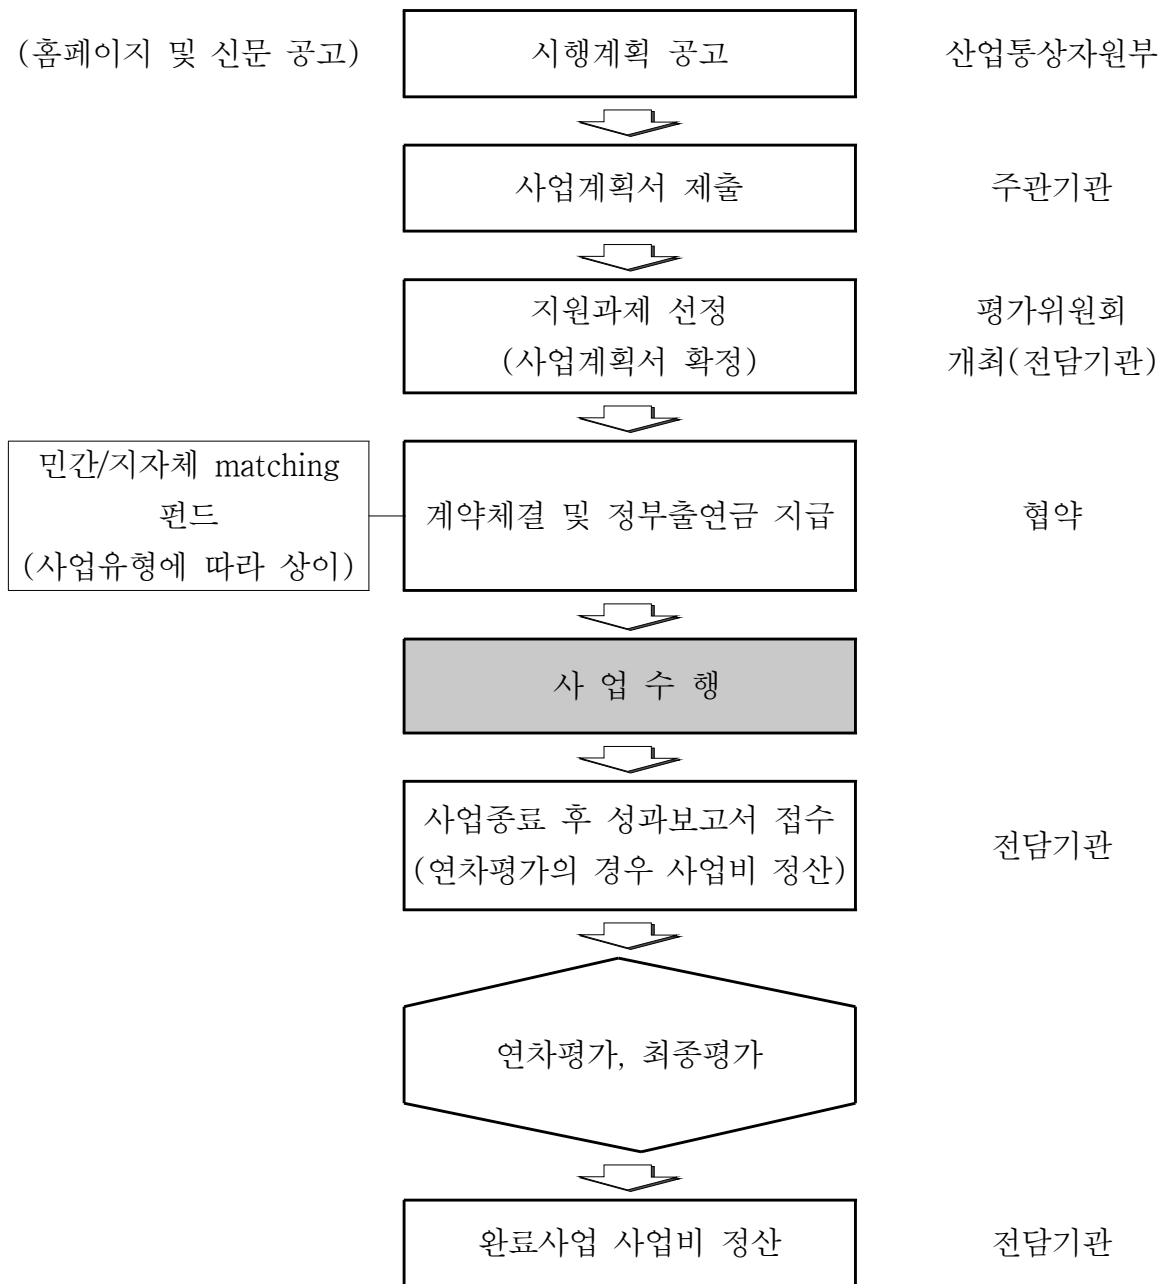 (홈페이지 및 신문 공고)
시행계획 공고
산업통상자원부
사업계획서 제출
주관기관
지원과제 선정
(사업계획서 확정)
평가위원회
개최(전담기관)
민간/지자체 matching
펀드
(사업유형에 따라 상이)
계약체결 및 정부출연금 지급
협약
사 업 수 행
사업종료 후 성과보고서 접수
(연차평가의 경우 사업비 정산)
전담기관
연차평가, 최종평가
완료사업 사업비 정산
전담기관